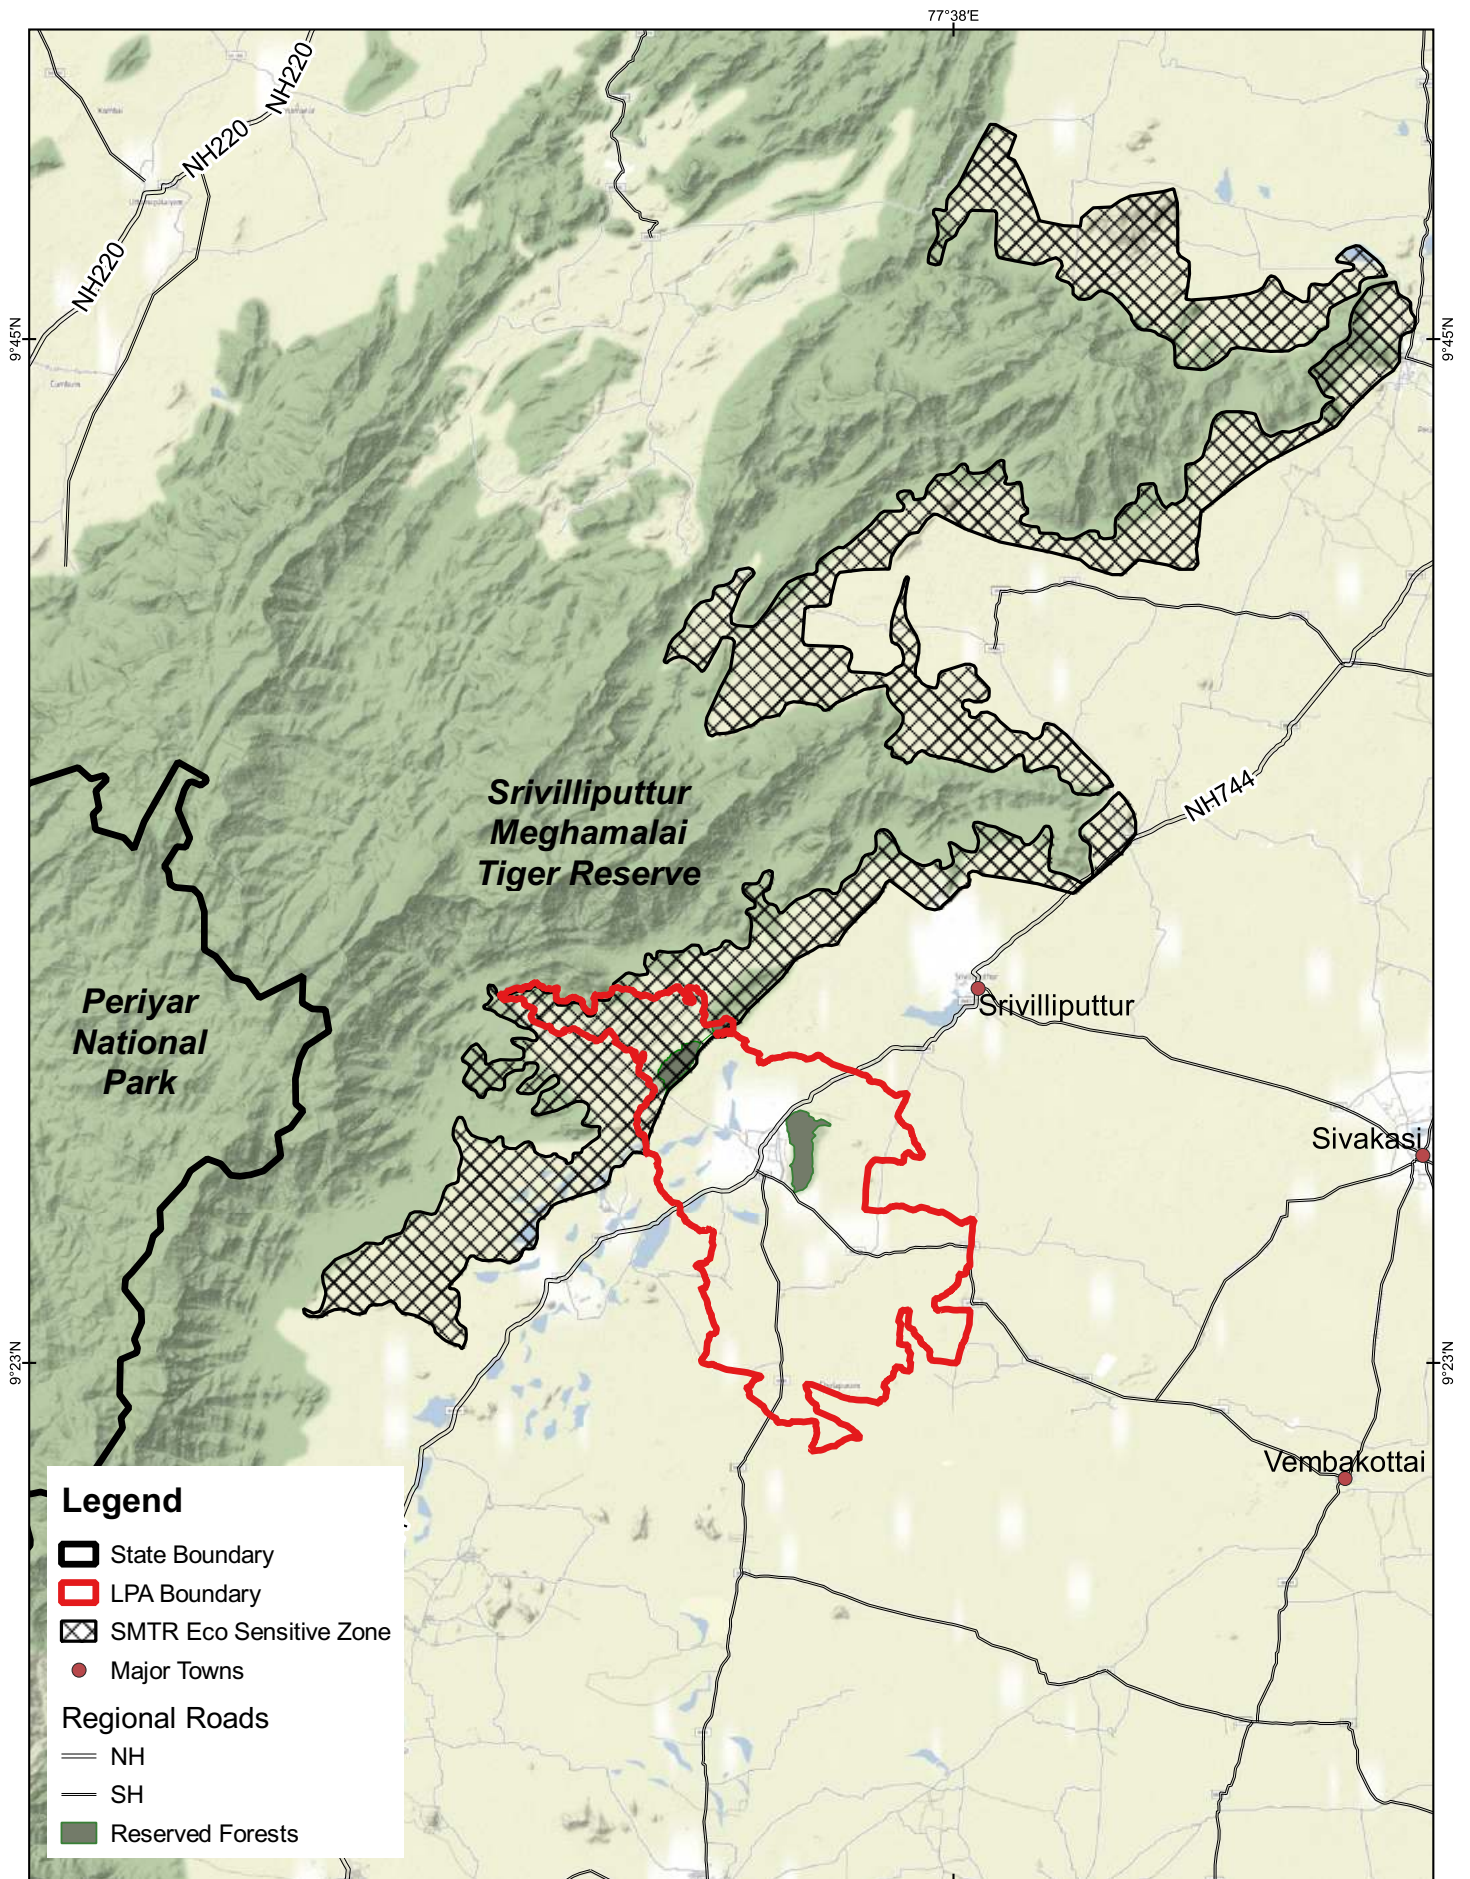 77°38'E
NH220
NH220
NH220
9°45'N
9°45'N
NH744
Srivilliputtur
Meghamalai
Tiger Reserve
Periyar
National
Park
Srivilliputtur
Sivakasi
9°23'N
9°23'N
Vembakottai
Legend
State Boundary
LPA Boundary
SMTR Eco Sensitive Zone
Major Towns
Regional Roads
NH
SH
Reserved Forests